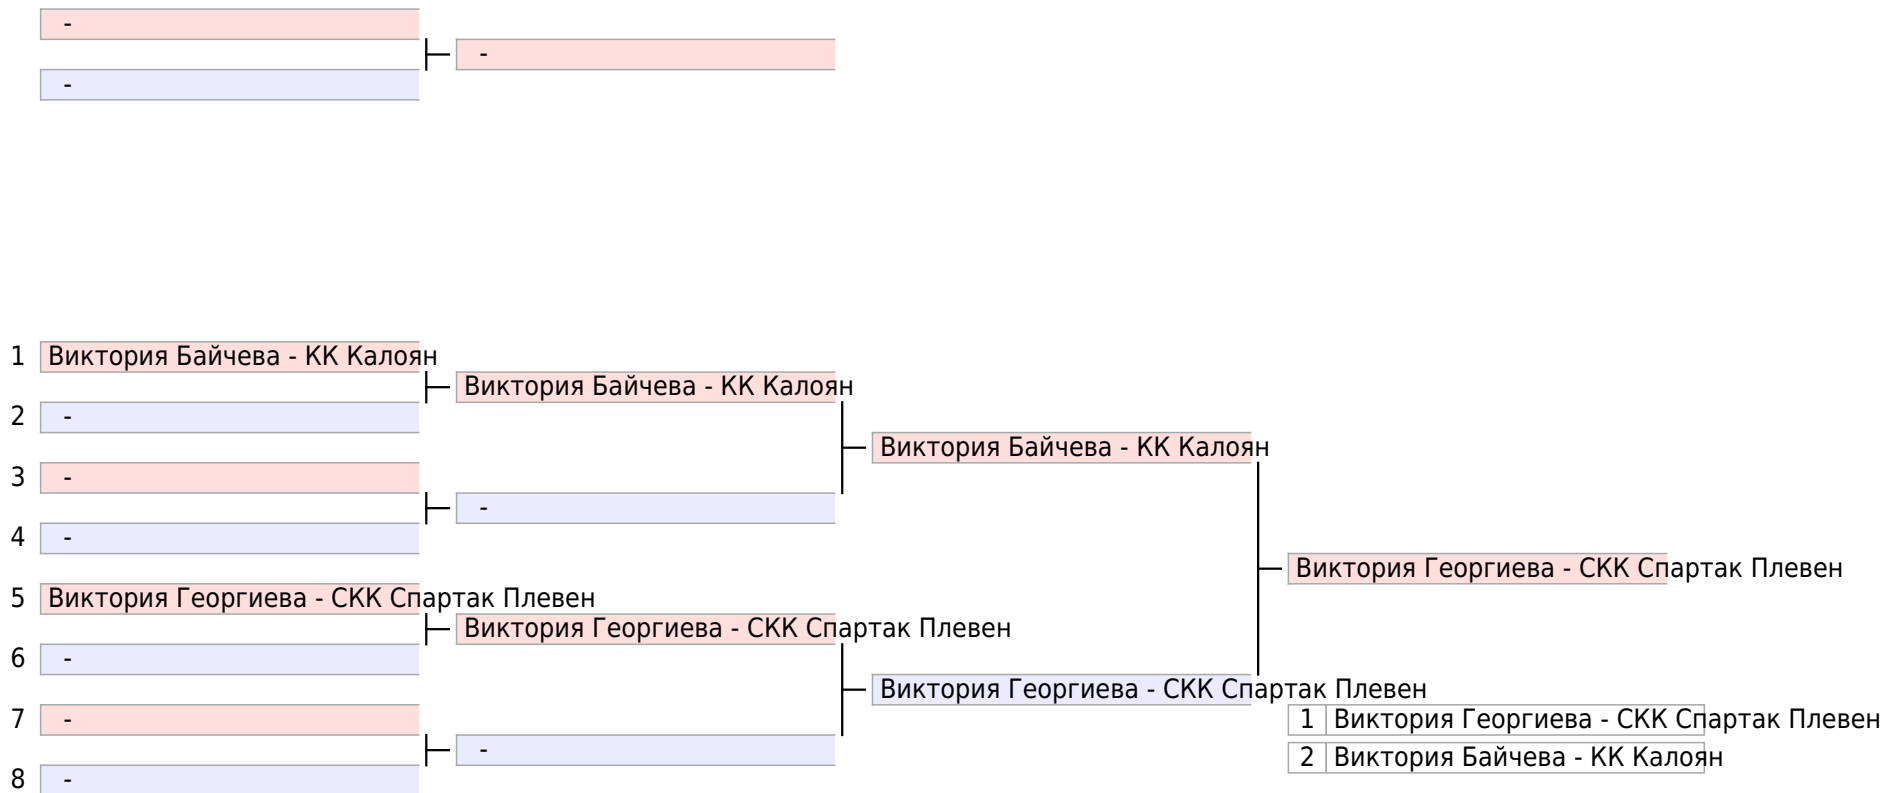 -
-
-
1 Виктория Байчева - КК Калоян
Виктория Байчева - КК Калоян
2 -
Виктория Байчева - КК Калоян
3 -
-
4 -
Виктория Георгиева - СКК Спартак Плевен
5 Виктория Георгиева - СКК Спартак Плевен
Виктория Георгиева - СКК Спартак Плевен
6 -
Виктория Георгиева - СКК Спартак Плевен
7 -
1 Виктория Георгиева - СКК Спартак Плевен
-
2 Виктория Байчева - КК Калоян
8 -